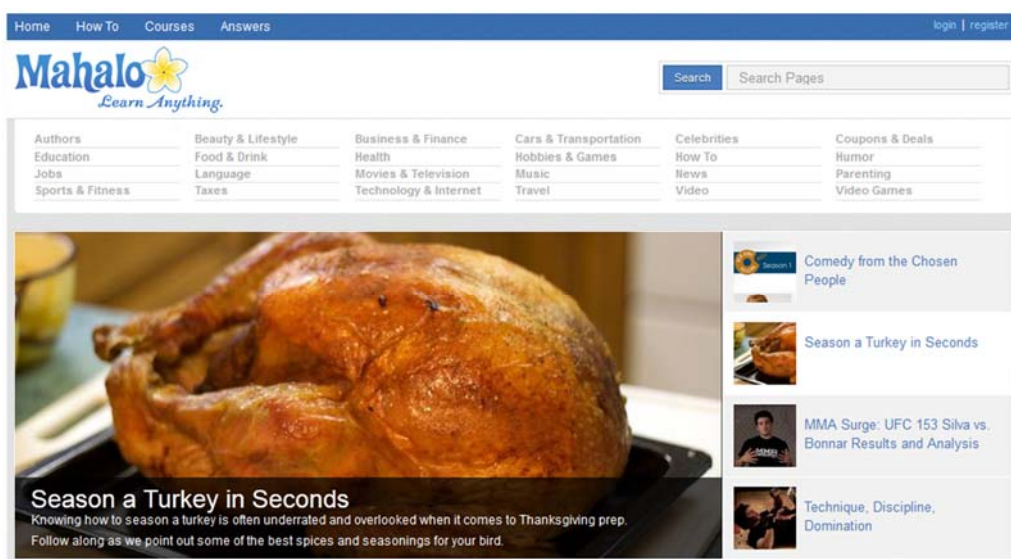 Home How To Courses Answers login | register
Mahalo
Learn Anything.
Search Search Pages
Authors Beauty & Lifestyle Business & Finance Cars & Transportation Celebrities Coupons & Deals
Education Food & Drink Health Hobbies & Games How To Humor
Jobs Language Movies & Television Music News Parenting
Sports & Fitness Taxes Technology & Internet Travel Video Video Games
Season a Turkey in Seconds
Knowing how to season a turkey is often underrated and overlooked when it comes to Thanksgiving prep.
Follow along as we point out some of the best spices and seasonings for your bird.
Season 1
Comedy from the Chosen
People
Season a Turkey in Seconds
MMA Surge: UFC 153 Silva vs.
Bonnar Results and Analysis
Technique, Discipline,
Domination